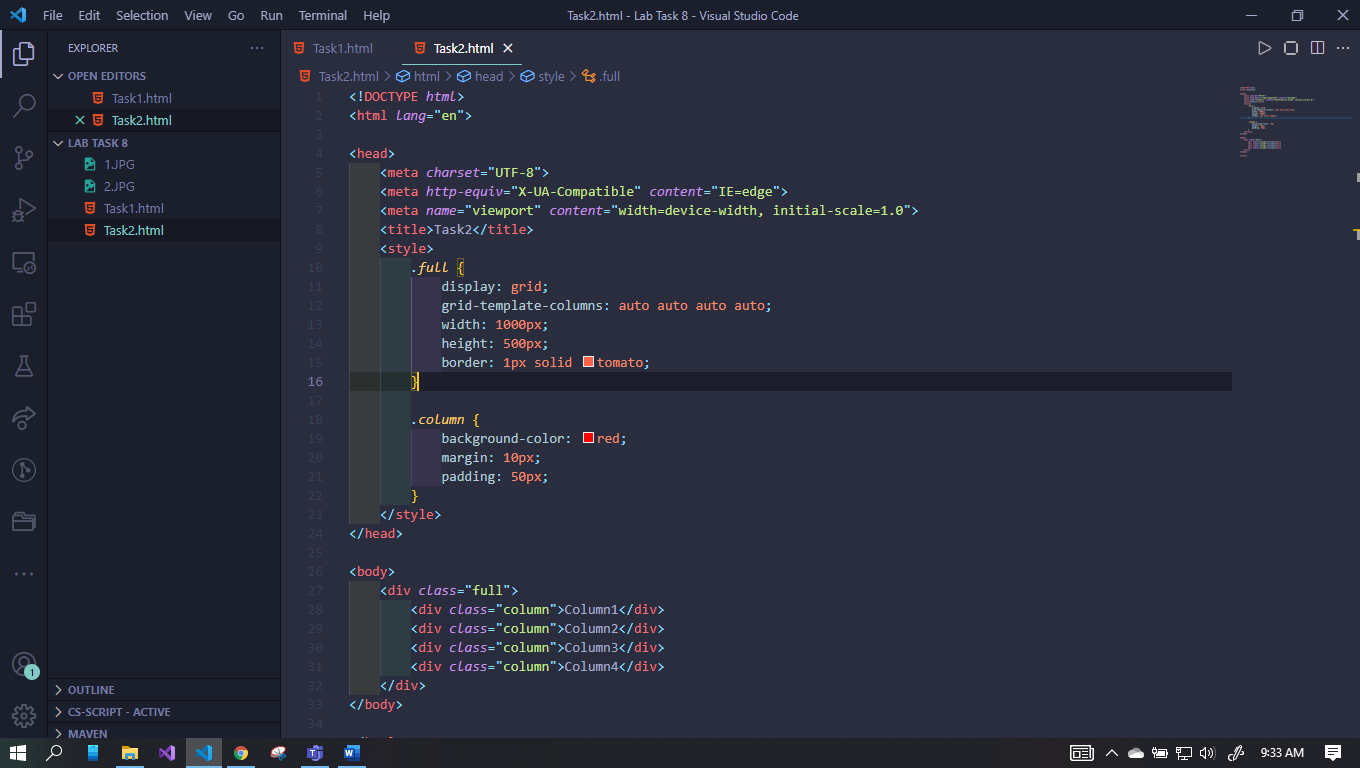 File Edit Selection View Go Run Terminal Help
Task2.html - Lab Task 8 - Visual Studio Code
EXPLORER
OPEN EDITORS
Task1.html
Task2.html
LAB TASK 8
1.JPG
2.JPG
Task1.html
Task2.html
OUTLINE
CS-SCRIPT - ACTIVE
MAVEN
1
Task1.html Task2.html
Task2.html > html > head > style > .full
1 <!DOCTYPE html>
2 <html lang="en">
3
4 <head>
5 <meta charset="UTF-8">
6 <meta http-equiv="X-UA-Compatible" content="IE=edge">
7 <meta name="viewport" content="width=device-width, initial-scale=1.0">
8 <title>Task2</title>
9 <style>
10 .full {
11 display: grid;
12 grid-template-columns: auto auto auto auto;
13 width: 1000px;
14 height: 500px;
15 border: 1px solid tomato;
16 }
17
18 .column {
19 background-color: red;
20 margin: 10px;
21 padding: 50px;
22 }
23 </style>
24 </head>
25
26 <body>
27 <div class="full">
28 <div class="column">Column1</div>
29 <div class="column">Column2</div>
30 <div class="column">Column3</div>
31 <div class="column">Column4</div>
32 </div>
33 </body>
34
9:33 AM